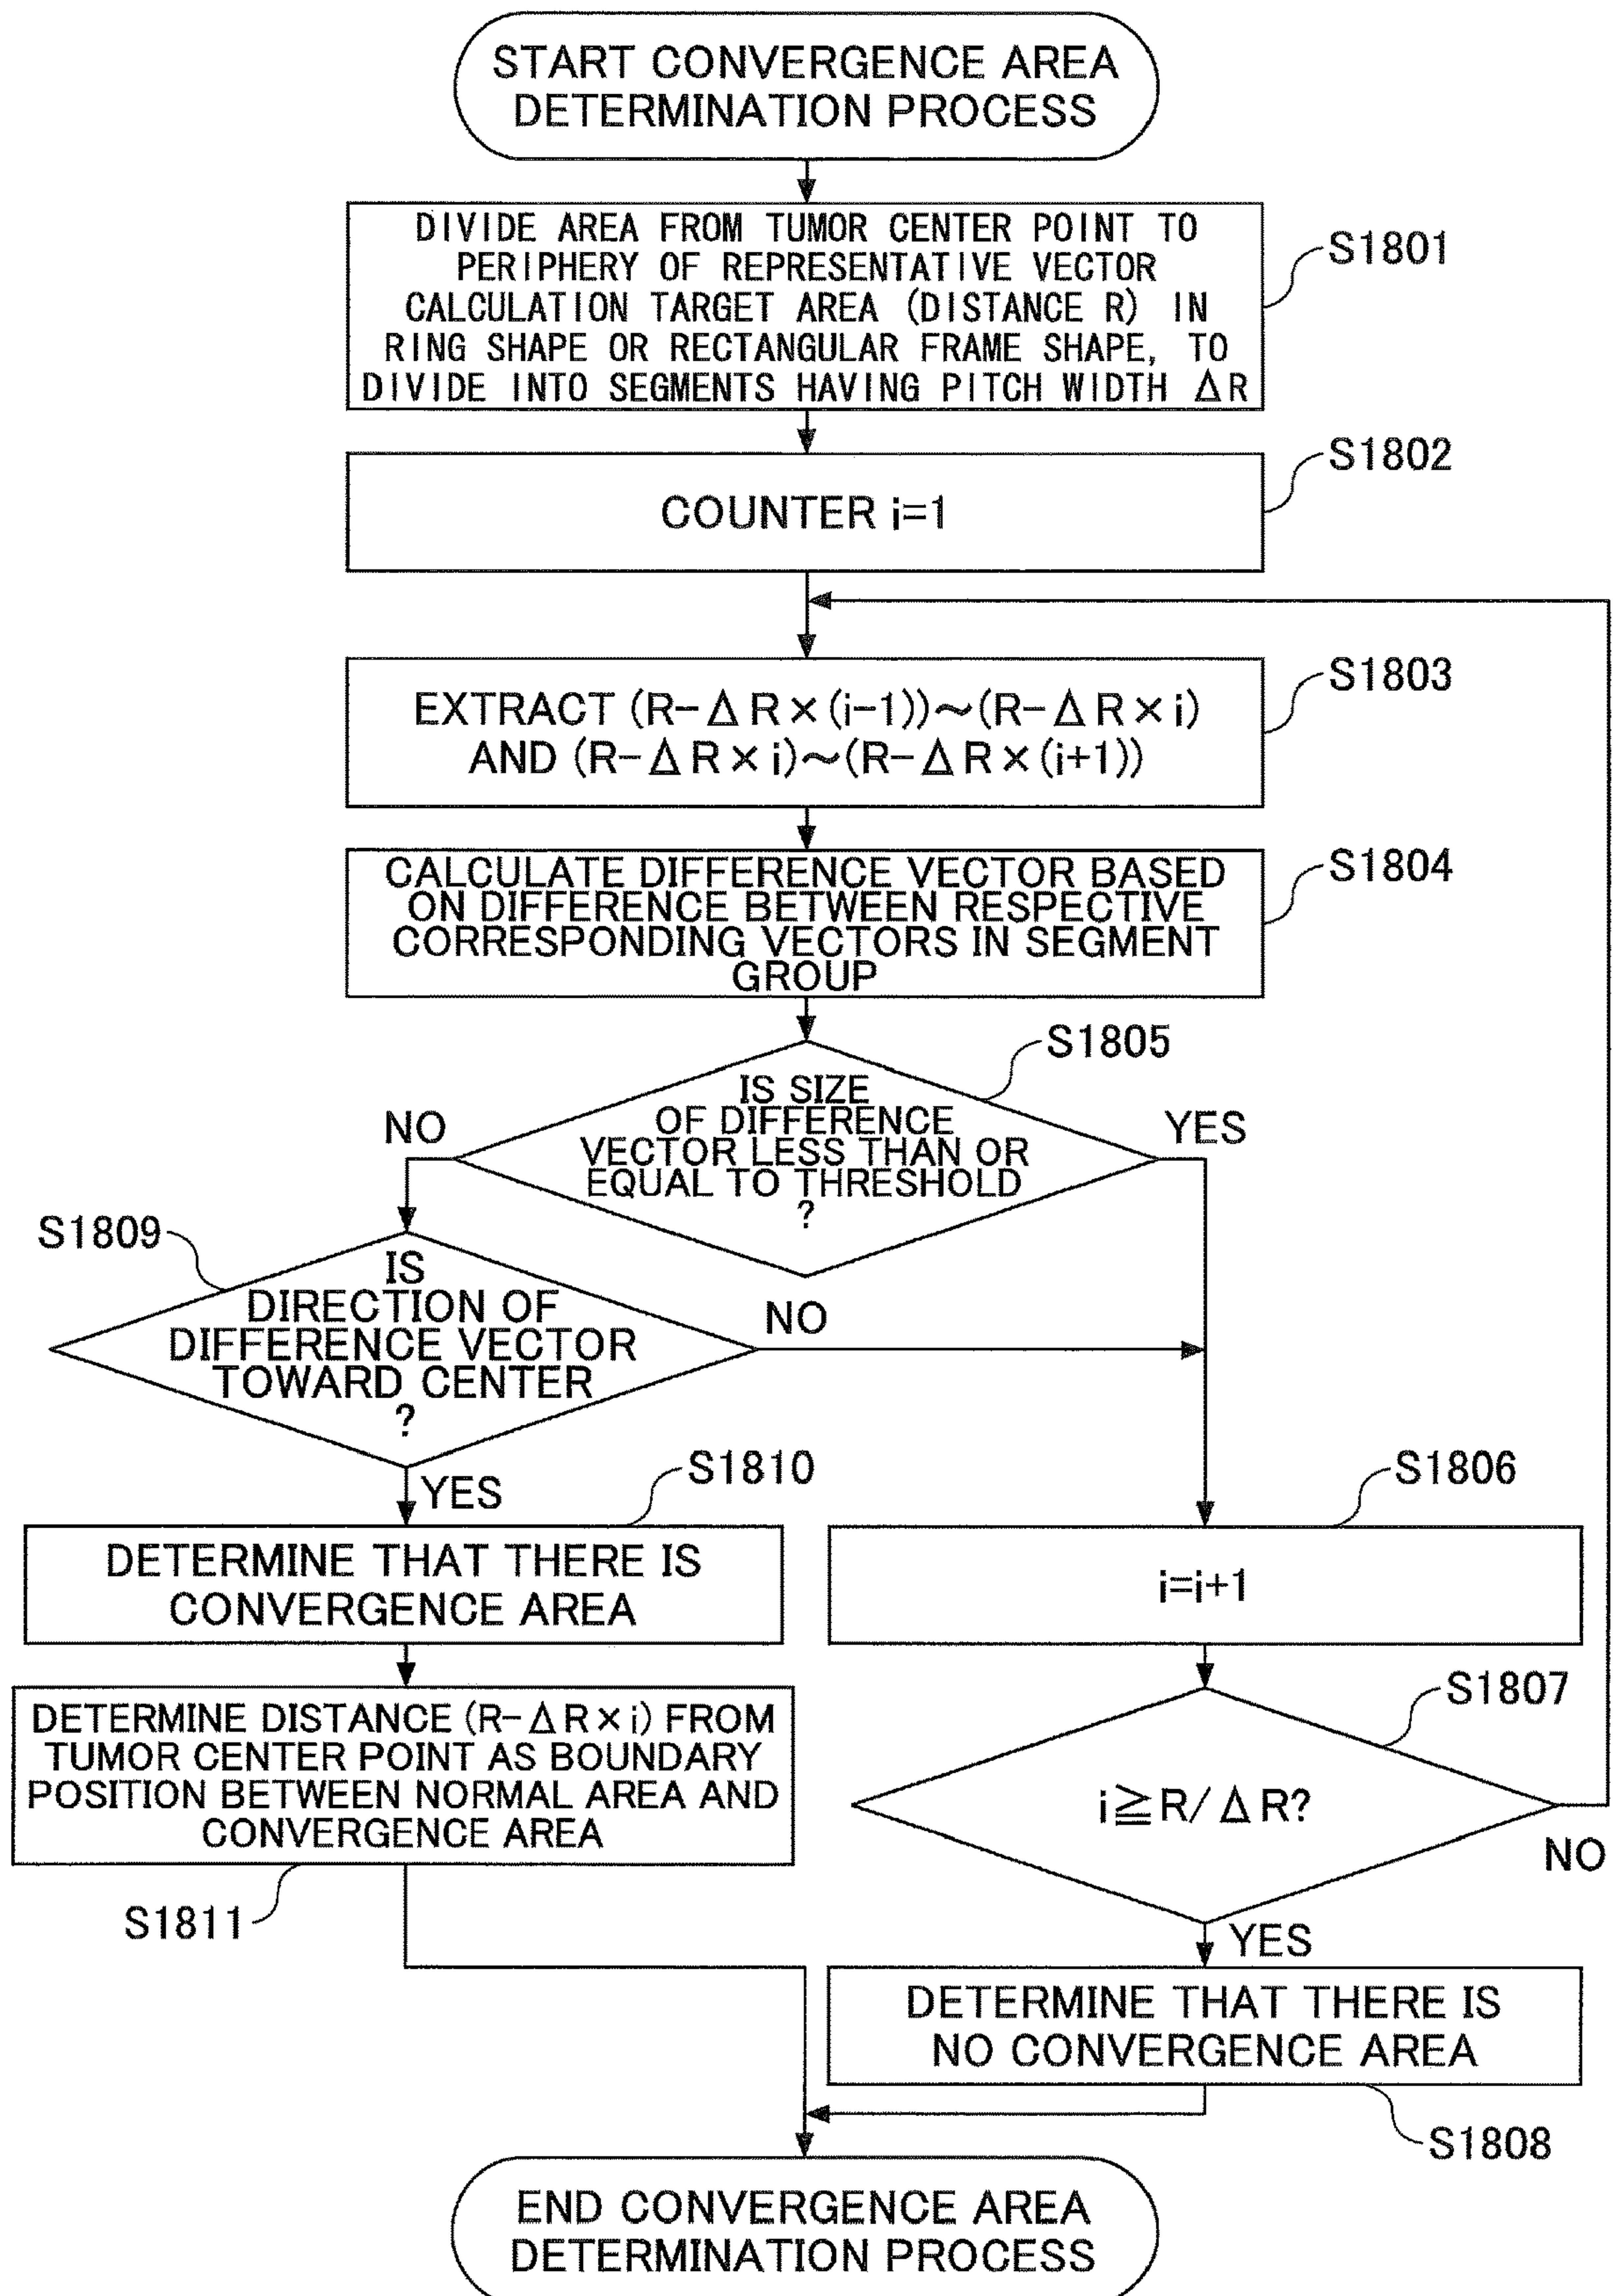 START CONVERGENCE AREA
DETERMINATION PROCESS
DIVIDE AREA FROM TUMOR CENTER POINT TO
PERIPHERY OF REPRESENTATIVE VECTOR
CALCULATION TARGET AREA (DISTANCE R) IN
RING SHAPE OR RECTANGULAR FRAME SHAPE, TO
DIVIDE INTO SEGMENTS HAVING PITCH WIDTH ΔR
S1801
COUNTER i=1
S1802
EXTRACT (R-ΔR×(i-1))~(R-ΔR×i)
AND (R-ΔR×i)~(R-ΔR×(i+1))
S1803
CALCULATE DIFFERENCE VECTOR BASED
ON DIFFERENCE BETWEEN RESPECTIVE
CORRESPONDING VECTORS IN SEGMENT
GROUP
S1804
IS SIZE
OF DIFFERENCE
VECTOR LESS THAN OR
EQUAL TO THRESHOLD
?
S1805
NO
YES
S1809
IS
DIRECTION OF
DIFFERENCE VECTOR
TOWARD CENTER
?
NO
YES
S1810
DETERMINE THAT THERE IS
CONVERGENCE AREA
S1806
i=i+1
DETERMINE DISTANCE (R-ΔR×i) FROM
TUMOR CENTER POINT AS BOUNDARY
POSITION BETWEEN NORMAL AREA AND
CONVERGENCE AREA
S1811
S1807
i≧R/ΔR?
NO
YES
DETERMINE THAT THERE IS
NO CONVERGENCE AREA
S1808
END CONVERGENCE AREA
DETERMINATION PROCESS